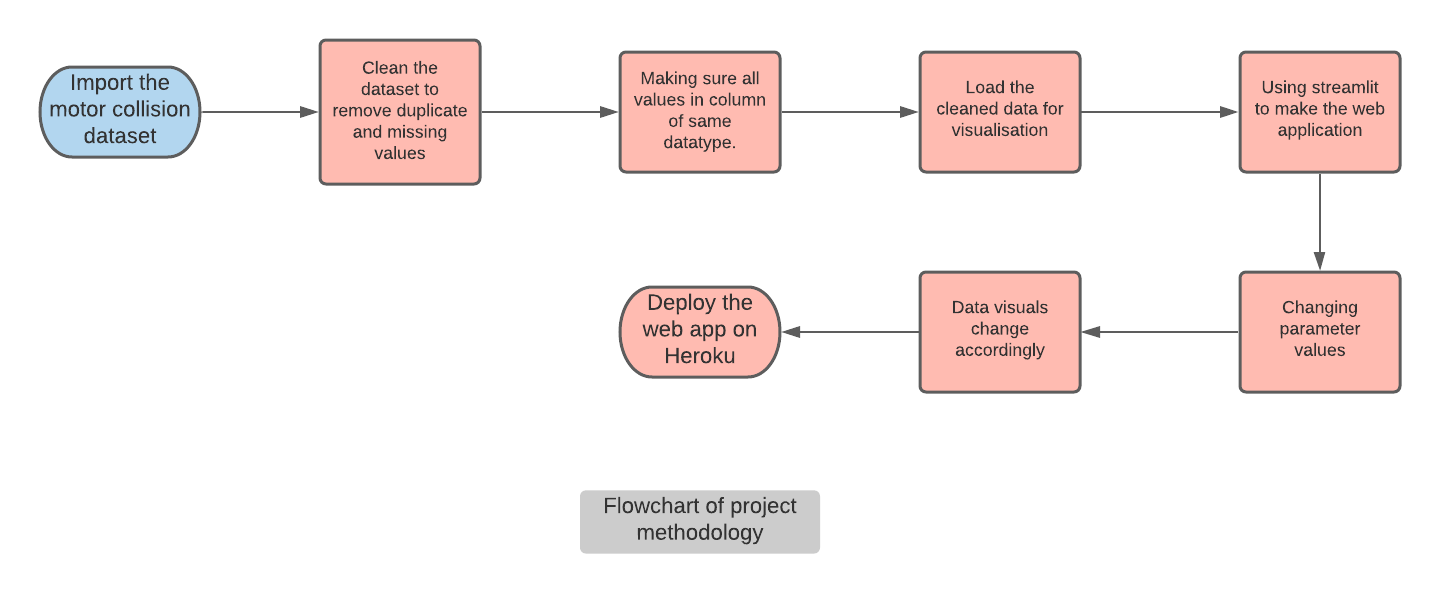 Import the
motor collision
dataset
Clean the
dataset to
remove duplicate
and missing
values
Making sure all
values in column
of same
datatype.
Load the
cleaned data for
visualisation
Using streamlit
to make the web
application
Changing
parameter
values
Data visuals
change
accordingly
Deploy the
web app on
Heroku
Flowchart of project
methodology